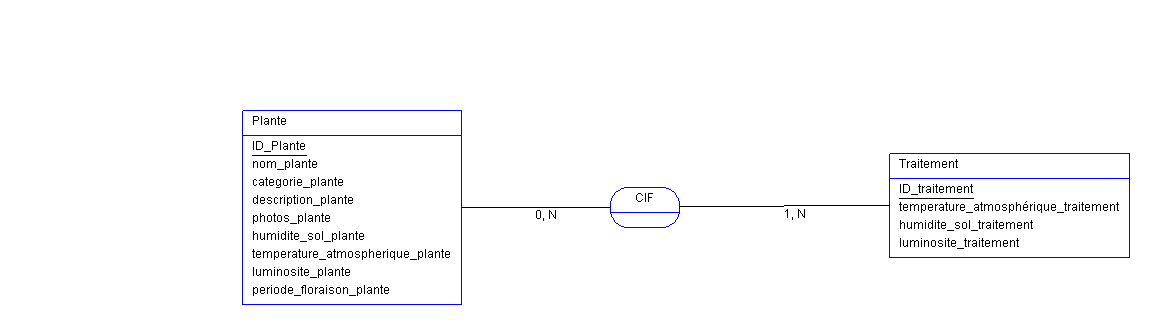 Plante
ID_Plante
nom_plante
categorie_plante
description_plante
photos_plante
humidite_sol_plante
temperature_atmospherique_plante
luminosite_plante
periode_floraison_plante
0, N
CIF
1, N
Traitement
ID_traitement
temperature_atmosphérique_traitement
humidite_sol_traitement
luminosite_traitement